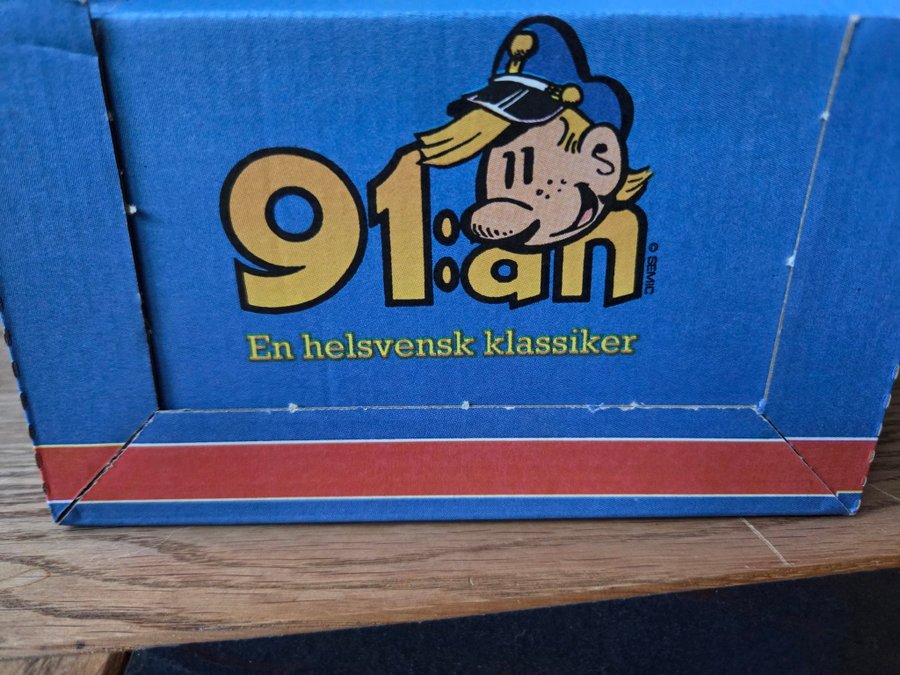 91:an
© SEMIC
En helsvensk klassiker